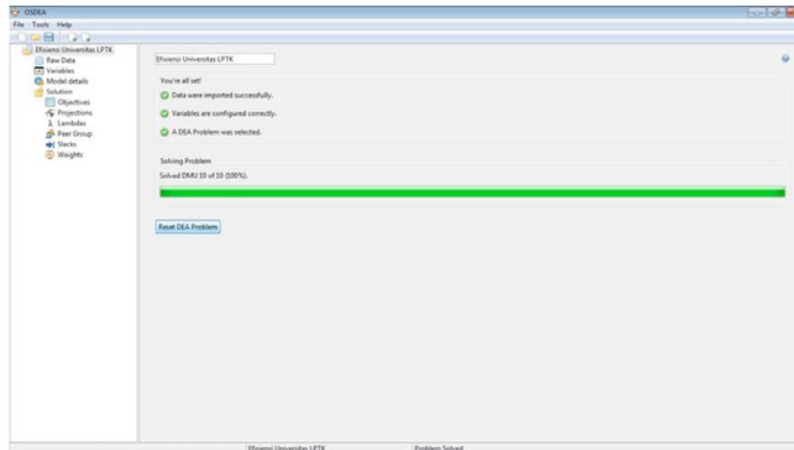 OSDEA
File Tools Help
Efisiensi Universitas LPTK
Raw Data
Variables
Model details
Solution
Objectives
Projections
λ Lambdas
Peer Group
Slacks
Weights
Efisiensi Universitas LPTK
You're all set!
Data were imported successfully.
Variables are configured correctly.
A DEA Problem was selected.
Solving Problem
Solved DMU 10 of 10 (100%).
Reset DEA Problem
Efisiensi Universitas LPTK
Problem Solved